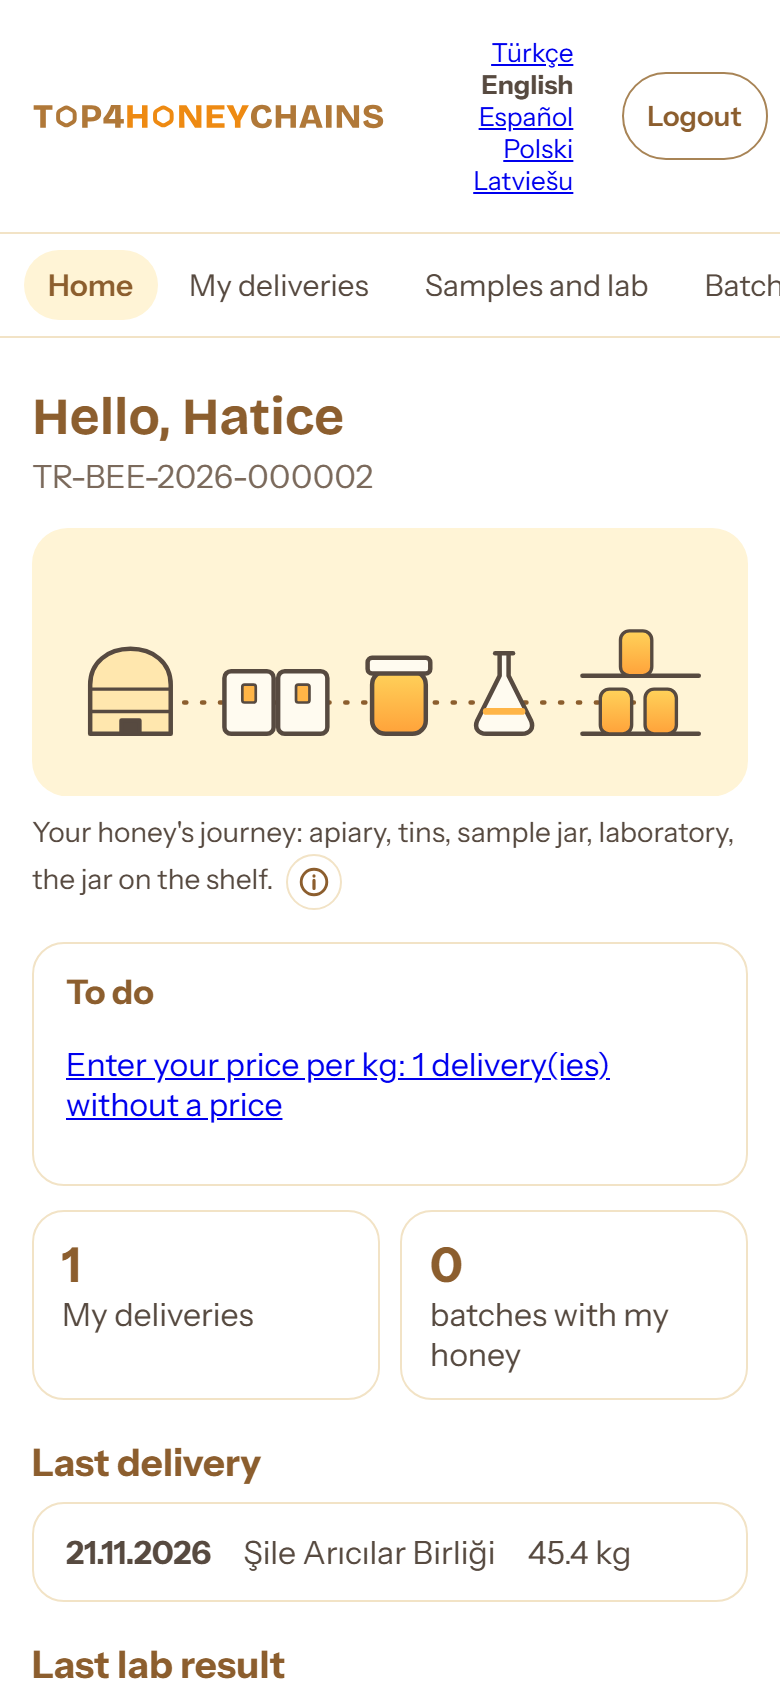 TOP4HONEYCHAINS
Türkçe
English
Español
Polski
Latviešu
Logout
Home
My deliveries
Samples and lab
Batch
Hello, Hatice
TR-BEE-2026-000002
Your honey's journey: apiary, tins, sample jar, laboratory,
the jar on the shelf.
To do
Enter your price per kg: 1 delivery(ies)
without a price
1
My deliveries
0
batches with my
honey
Last delivery
21.11.2026 Şile Arıcılar Birliği 45.4 kg
Last lab result